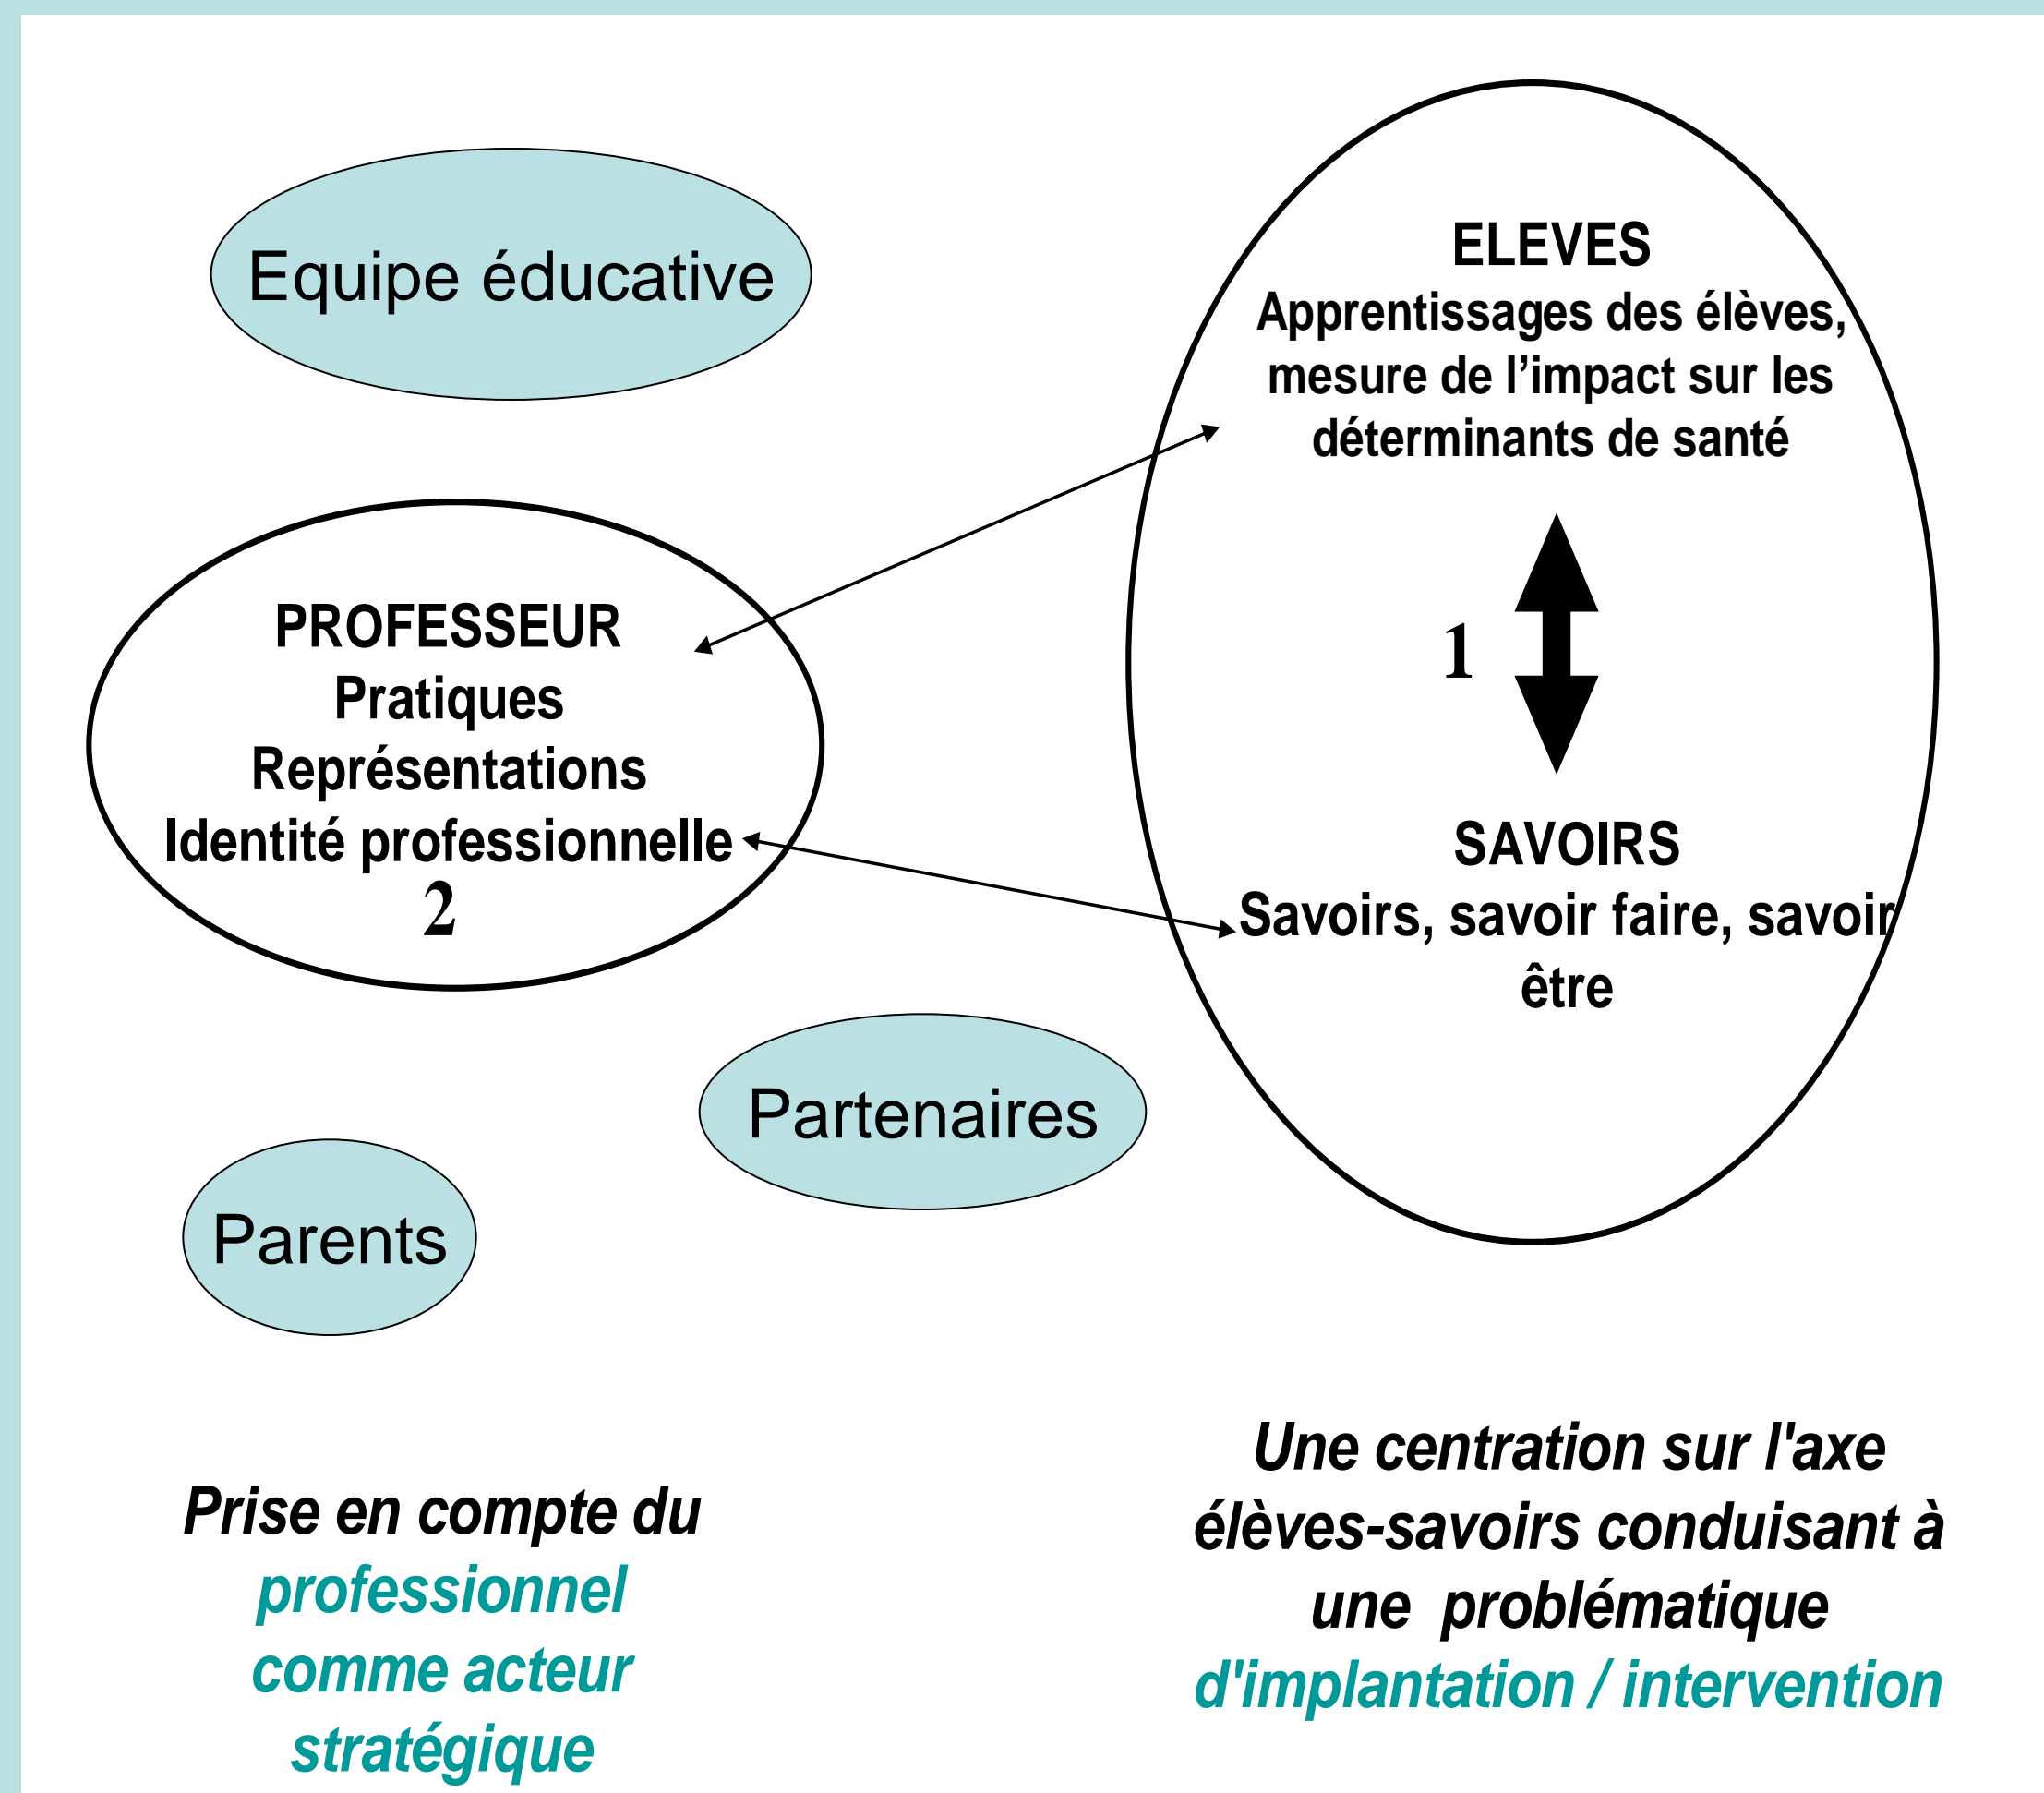 Equipe éducative
ELEVES
Apprentissages des élèves,
mesure de l’impact sur les
déterminants de santé
PROFESSEUR
Pratiques
Représentations
Identité professionnelle
2
1
SAVOIRS
Savoirs, savoir faire, savoir
être
Partenaires
Parents
Prise en compte du
professionnel
comme acteur
stratégique
Une centration sur l'axe
élèves-savoirs conduisant à
une problématique
d'implantation / intervention